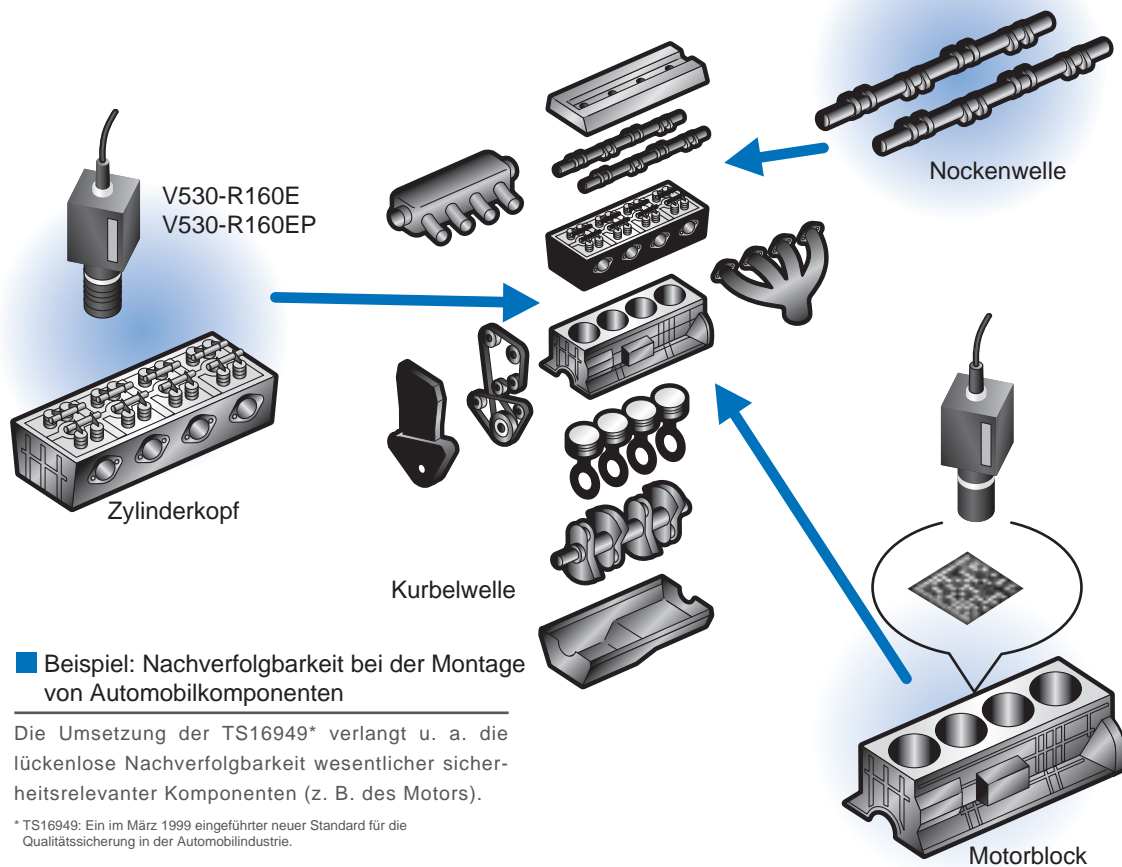 V530-R160E
V530-R160EP
Nockenwelle
Zylinderkopf
Kurbelwelle
Beispiel: Nachverfolgbarkeit bei der Montage
von Automobilkomponenten
Die Umsetzung der TS16949* verlangt u. a. die
lückenlose Nachverfolgbarkeit wesentlicher sicher-
heitsrelevanter Komponenten (z. B. des Motors).
* TS16949: Ein im März 1999 eingeführter neuer Standard für die
Qualitätssicherung in der Automobilindustrie.
Motorblock